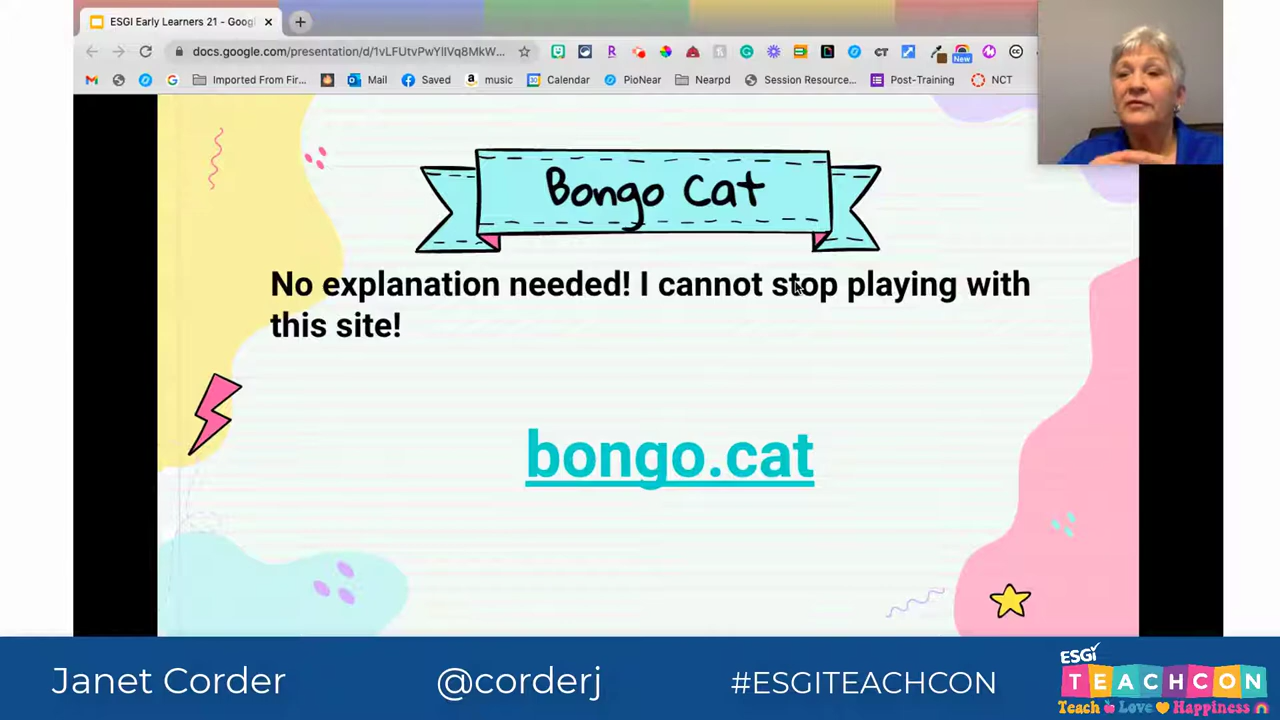 ESGI Early Learners 21 - Googl
docs.google.com/presentation/d/1vLFUtvPwYlIVq8MkW...
New
Imported From Fir...
Mail
Saved
music
Calendar
PioNear
Nearpd
Session Resource...
Post-Training
NCT
Bongo Cat
No explanation needed! I cannot stop playing with
this site!
bongo.cat
Janet Corder
@corderj
#ESGITEACHCON
ESGi
TEACHCON
Teach Love Happiness